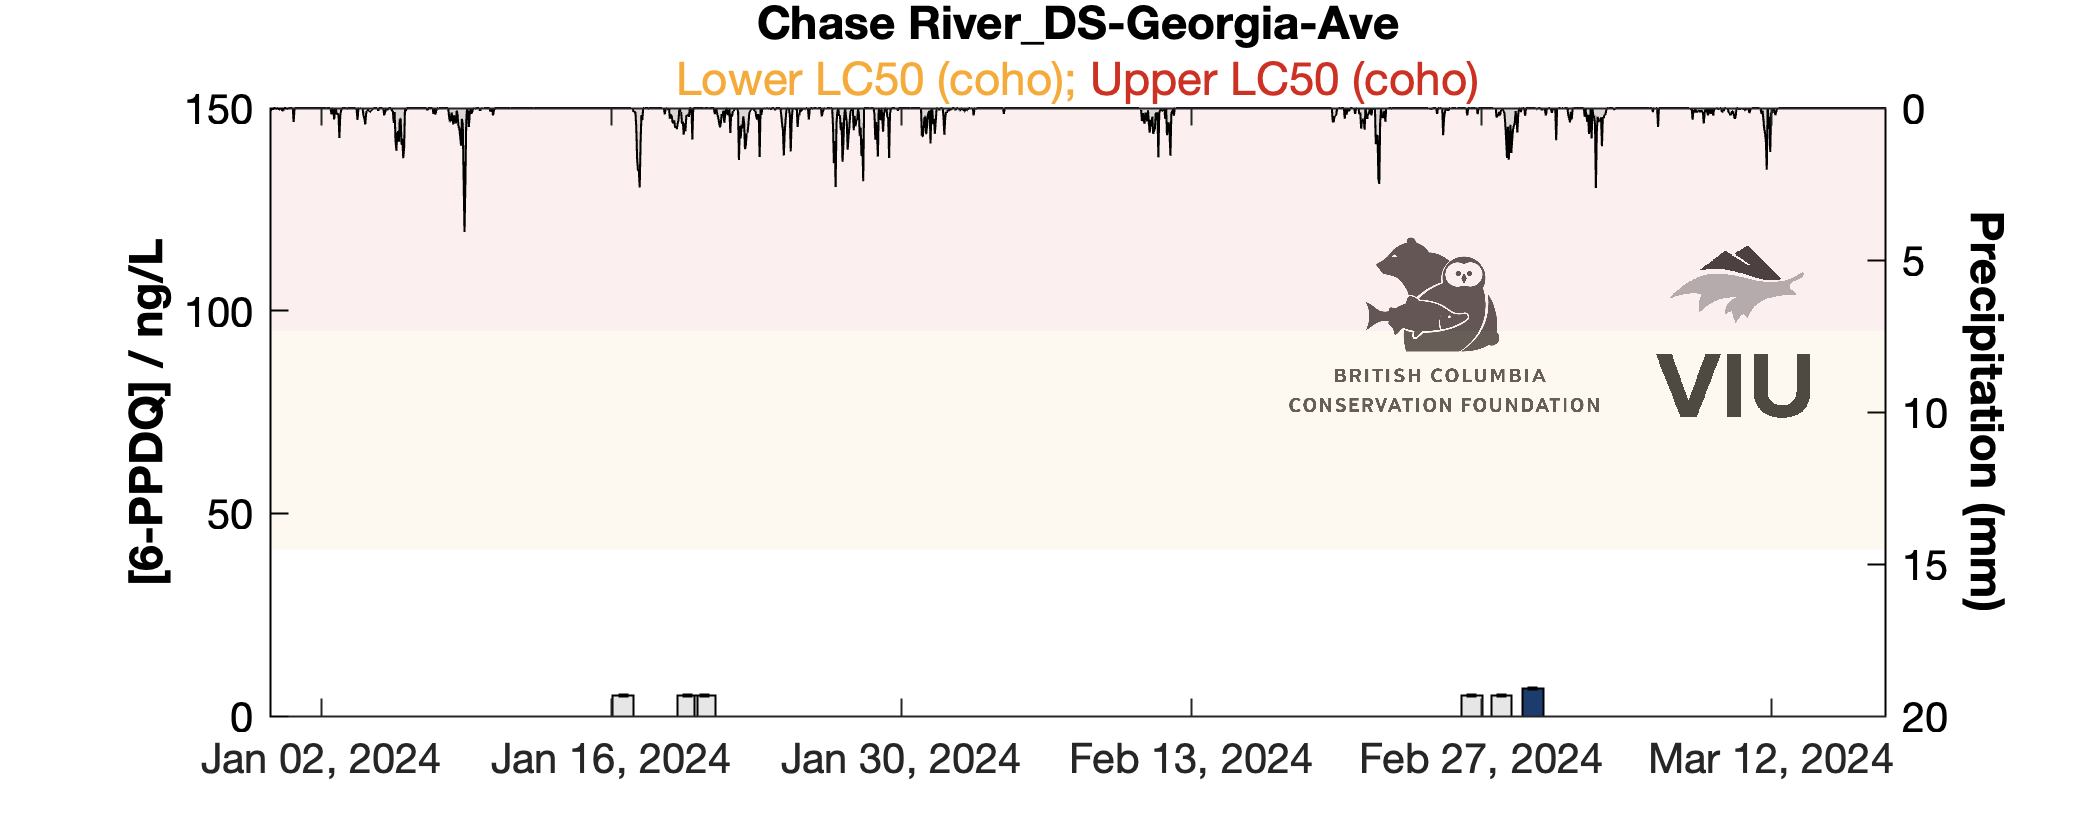 Chase River_DS-Georgia-Ave
Lower LC50 (coho); Upper LC50 (coho)
150
100
50
0
[6-PPDQ] / ng/L
0
5
10
15
20
Precipitation (mm)
BRITISH COLUMBIA
CONSERVATION FOUNDATION
VIU
Jan 02, 2024
Jan 16, 2024
Jan 30, 2024
Feb 13, 2024
Feb 27, 2024
Mar 12, 2024